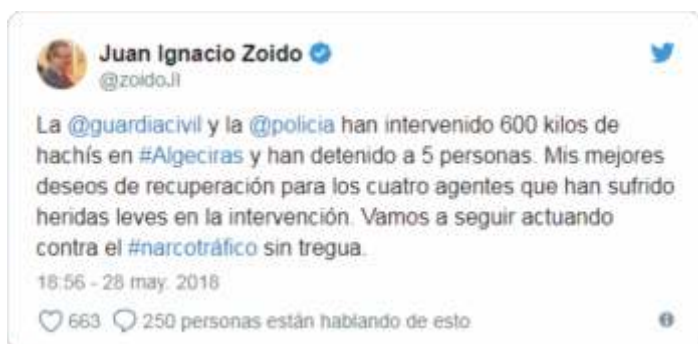 Juan Ignacio Zoido
@zoidoJI
La @guardiacivil y la @policia han intervenido 600 kilos de
hachís en #Algeciras y han detenido a 5 personas. Mis mejores
deseos de recuperación para los cuatro agentes que han sufrido
heridas leves en la intervención. Vamos a seguir actuando
contra el #narcotráfico sin tregua.
18:56 - 28 may. 2018
663 250 personas están hablando de esto